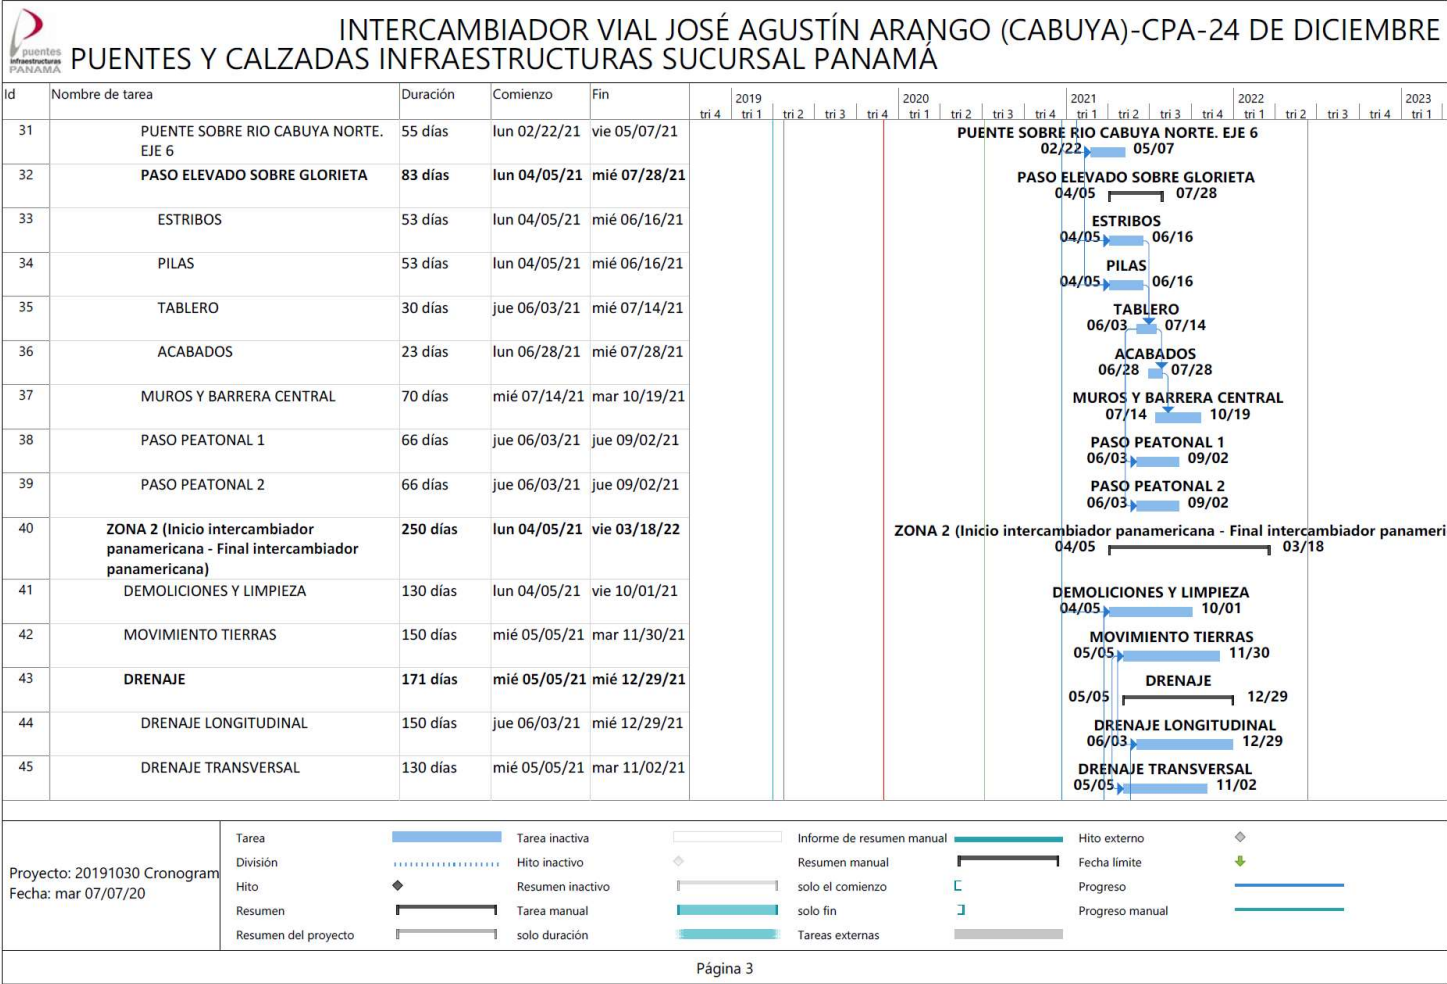 puentes
infraestructuras
PANAMÁ
INTERCAMBIADOR VIAL JOSÉ AGUSTÍN ARANGO (CABUYA)-CPA-24 DE DICIEMBRE
PUENTES Y CALZADAS INFRAESTRUCTURAS SUCURSAL PANAMÁ
Id Nombre de tarea Duración Comienzo Fin
2019 2020 2021 2022 2023
tri 4 tri 1 tri 2 tri 3 tri 4 tri 1 tri 2 tri 3 tri 4 tri 1 tri 2 tri 3 tri 4 tri 1 tri 2 tri 3 tri 4 tri 1
31 PUENTE SOBRE RIO CABUYA NORTE. 55 días lun 02/22/21 vie 05/07/21
EJE 6
PUENTE SOBRE RIO CABUYA NORTE. EJE 6
02/22 05/07
32 PASO ELEVADO SOBRE GLORIETA 83 días lun 04/05/21 mié 07/28/21
PASO ELEVADO SOBRE GLORIETA
04/05 07/28
33 ESTRIBOS 53 días lun 04/05/21 mié 06/16/21
ESTRIBOS
04/05 06/16
34 PILAS 53 días lun 04/05/21 mié 06/16/21
PILAS
04/05 06/16
35 TABLERO 30 días jue 06/03/21 mié 07/14/21
TABLERO
06/03 07/14
36 ACABADOS 23 días lun 06/28/21 mié 07/28/21
ACABADOS
06/28 07/28
37 MUROS Y BARRERA CENTRAL 70 días mié 07/14/21 mar 10/19/21
MUROS Y BARRERA CENTRAL
07/14 10/19
38 PASO PEATONAL 1 66 días jue 06/03/21 jue 09/02/21
PASO PEATONAL 1
06/03 09/02
39 PASO PEATONAL 2 66 días jue 06/03/21 jue 09/02/21
PASO PEATONAL 2
06/03 09/02
40 ZONA 2 (Inicio intercambiador 250 días lun 04/05/21 vie 03/18/22
panamericana - Final intercambiador
panamericana)
ZONA 2 (Inicio intercambiador panamericana - Final intercambiador panameri
04/05 03/18
41 DEMOLICIONES Y LIMPIEZA 130 días lun 04/05/21 vie 10/01/21
DEMOLICIONES Y LIMPIEZA
04/05 10/01
42 MOVIMIENTO TIERRAS 150 días mié 05/05/21 mar 11/30/21
MOVIMIENTO TIERRAS
05/05 11/30
43 DRENAJE 171 días mié 05/05/21 mié 12/29/21
DRENAJE
05/05 12/29
44 DRENAJE LONGITUDINAL 150 días jue 06/03/21 mié 12/29/21
DRENAJE LONGITUDINAL
06/03 12/29
45 DRENAJE TRANSVERSAL 130 días mié 05/05/21 mar 11/02/21
DRENAJE TRANSVERSAL
05/05 11/02
Proyecto: 20191030 Cronogram
Fecha: mar 07/07/20
Tarea Tarea inactiva Informe de resumen manual Hito externo
División Hito inactivo Resumen manual Fecha límite
Hito Resumen inactivo solo el comienzo Progreso
Resumen Tarea manual solo fin Progreso manual
Resumen del proyecto solo duración Tareas externas
Página 3